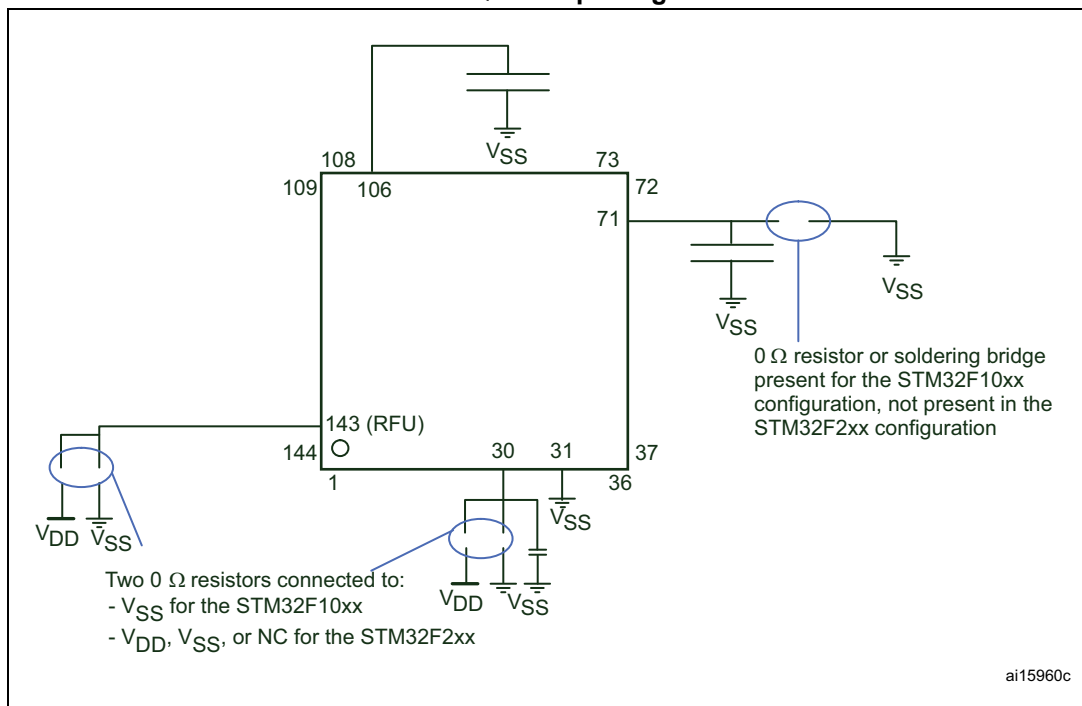 VSS
108
73
109
106
72
71
VSS
VSS
0 Ω resistor or soldering bridge
present for the STM32F10xx
configuration, not present in the
STM32F2xx configuration
143 (RFU)
144
30
31
37
1
36
VSS
VDD
VSS
VDD
VSS
Two 0 Ω resistors connected to:
- VSS for the STM32F10xx
- VDD, VSS, or NC for the STM32F2xx
ai15960c